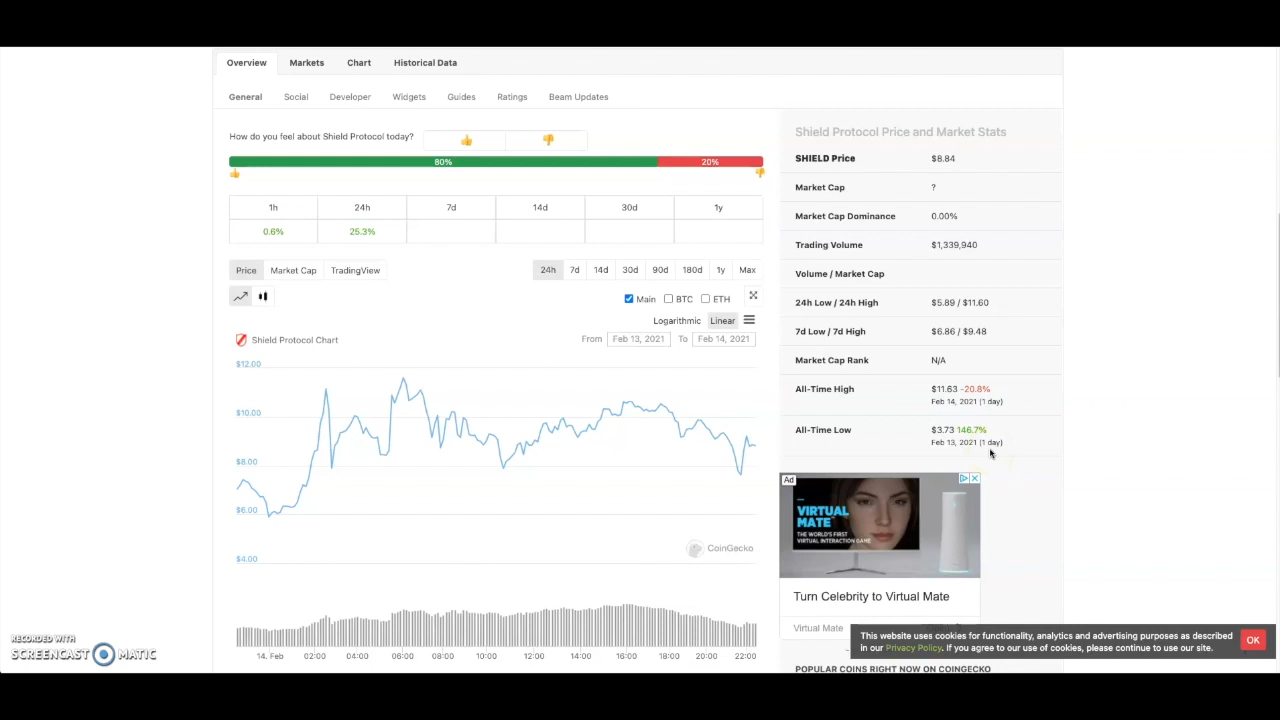 Overview Markets Chart Historical Data
General Social Developer Widgets Guides Ratings Beam Updates
How do you feel about Shield Protocol today?
80% 20%
1h 24h 7d 14d 30d 1y
0.6% 25.3%
Price Market Cap TradingView
24h 7d 14d 30d 90d 180d 1y Max
Main BTC ETH
Logarithmic Linear
Shield Protocol Chart
From Feb 13, 2021 To Feb 14, 2021
$12.00
$10.00
$8.00
$6.00
$4.00
CoinGecko
14. Feb 02:00 04:00 06:00 08:00 10:00 12:00 14:00 16:00 18:00 20:00 22:00
Shield Protocol Price and Market Stats
SHIELD Price $8.84
Market Cap ?
Market Cap Dominance 0.00%
Trading Volume $1,339,940
Volume / Market Cap
24h Low / 24h High $5.89 / $11.60
7d Low / 7d High $6.86 / $9.48
Market Cap Rank N/A
All-Time High $11.63 -20.8%
Feb 14, 2021 (1 day)
All-Time Low $3.73 146.7%
Feb 13, 2021 (1 day)
Ad
VIRTUAL
MATE
THE WORLD'S FIRST
VIRTUAL INTERACTION GAME
Turn Celebrity to Virtual Mate
Virtual Mate
This website uses cookies for functionality, analytics and advertising purposes as described
in our Privacy Policy. If you agree to our use of cookies, please continue to use our site.
OK
POPULAR COINS RIGHT NOW ON COINGECKO
RECORDED WITH
SCREENCAST MATIC